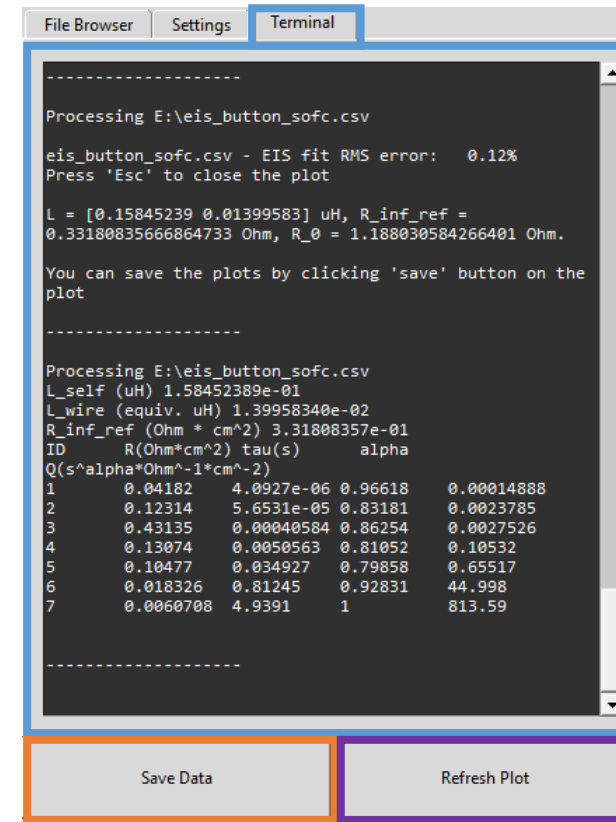 File Browser Settings Terminal
--------------------
Processing E:\eis_button_sofc.csv
eis_button_sofc.csv - EIS fit RMS error:   0.12%
Press 'Esc' to close the plot
L = [0.15845239 0.01399583] uH, R_inf_ref =
0.33180835666864733 Ohm, R_0 = 1.188030584266401 Ohm.
You can save the plots by clicking 'save' button on the
plot
--------------------
Processing E:\eis_button_sofc.csv
L_self (uH) 1.58452389e-01
L_wire (equiv. uH) 1.39958340e-02
R_inf_ref (Ohm * cm^2) 3.31808357e-01
ID      R(Ohm*cm^2) tau(s)      alpha
Q(s^alpha*Ohm^-1*cm^-2)
1       0.04182    4.0927e-06 0.96618    0.00014888
2       0.12314    5.6531e-05 0.83181    0.0023785
3       0.43135    0.00040584 0.86254    0.0027526
4       0.13074    0.0050563  0.81052    0.10532
5       0.10477    0.034927   0.79858    0.65517
6       0.018326   0.81245    0.92831    44.998
7       0.0060708  4.9391     1          813.59
--------------------
Save Data Refresh Plot